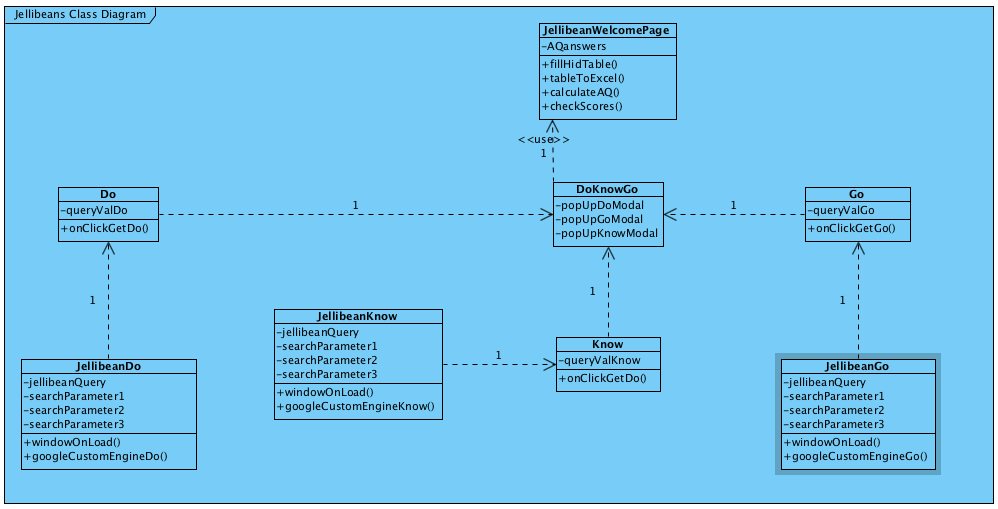 Jellibeans Class Diagram
JellibeanWelcomePage
-AQanswers
+fillHidTable()
+tableToExcel()
+calculateAQ()
+checkScores()
<<use>>
1
Do
-queryValDo
+onClickGetDo()
1
DoKnowGo
-popUpDoModal
-popUpGoModal
-popUpKnowModal
1
Go
-queryValGo
+onClickGetGo()
1
1
1
JellibeanKnow
-jellibeanQuery
-searchParameter1
-searchParameter2
-searchParameter3
+windowOnLoad()
+googleCustomEngineKnow()
1
Know
-queryValKnow
+onClickGetDo()
JellibeanDo
-jellibeanQuery
-searchParameter1
-searchParameter2
-searchParameter3
+windowOnLoad()
+googleCustomEngineDo()
JellibeanGo
-jellibeanQuery
-searchParameter1
-searchParameter2
-searchParameter3
+windowOnLoad()
+googleCustomEngineGo()